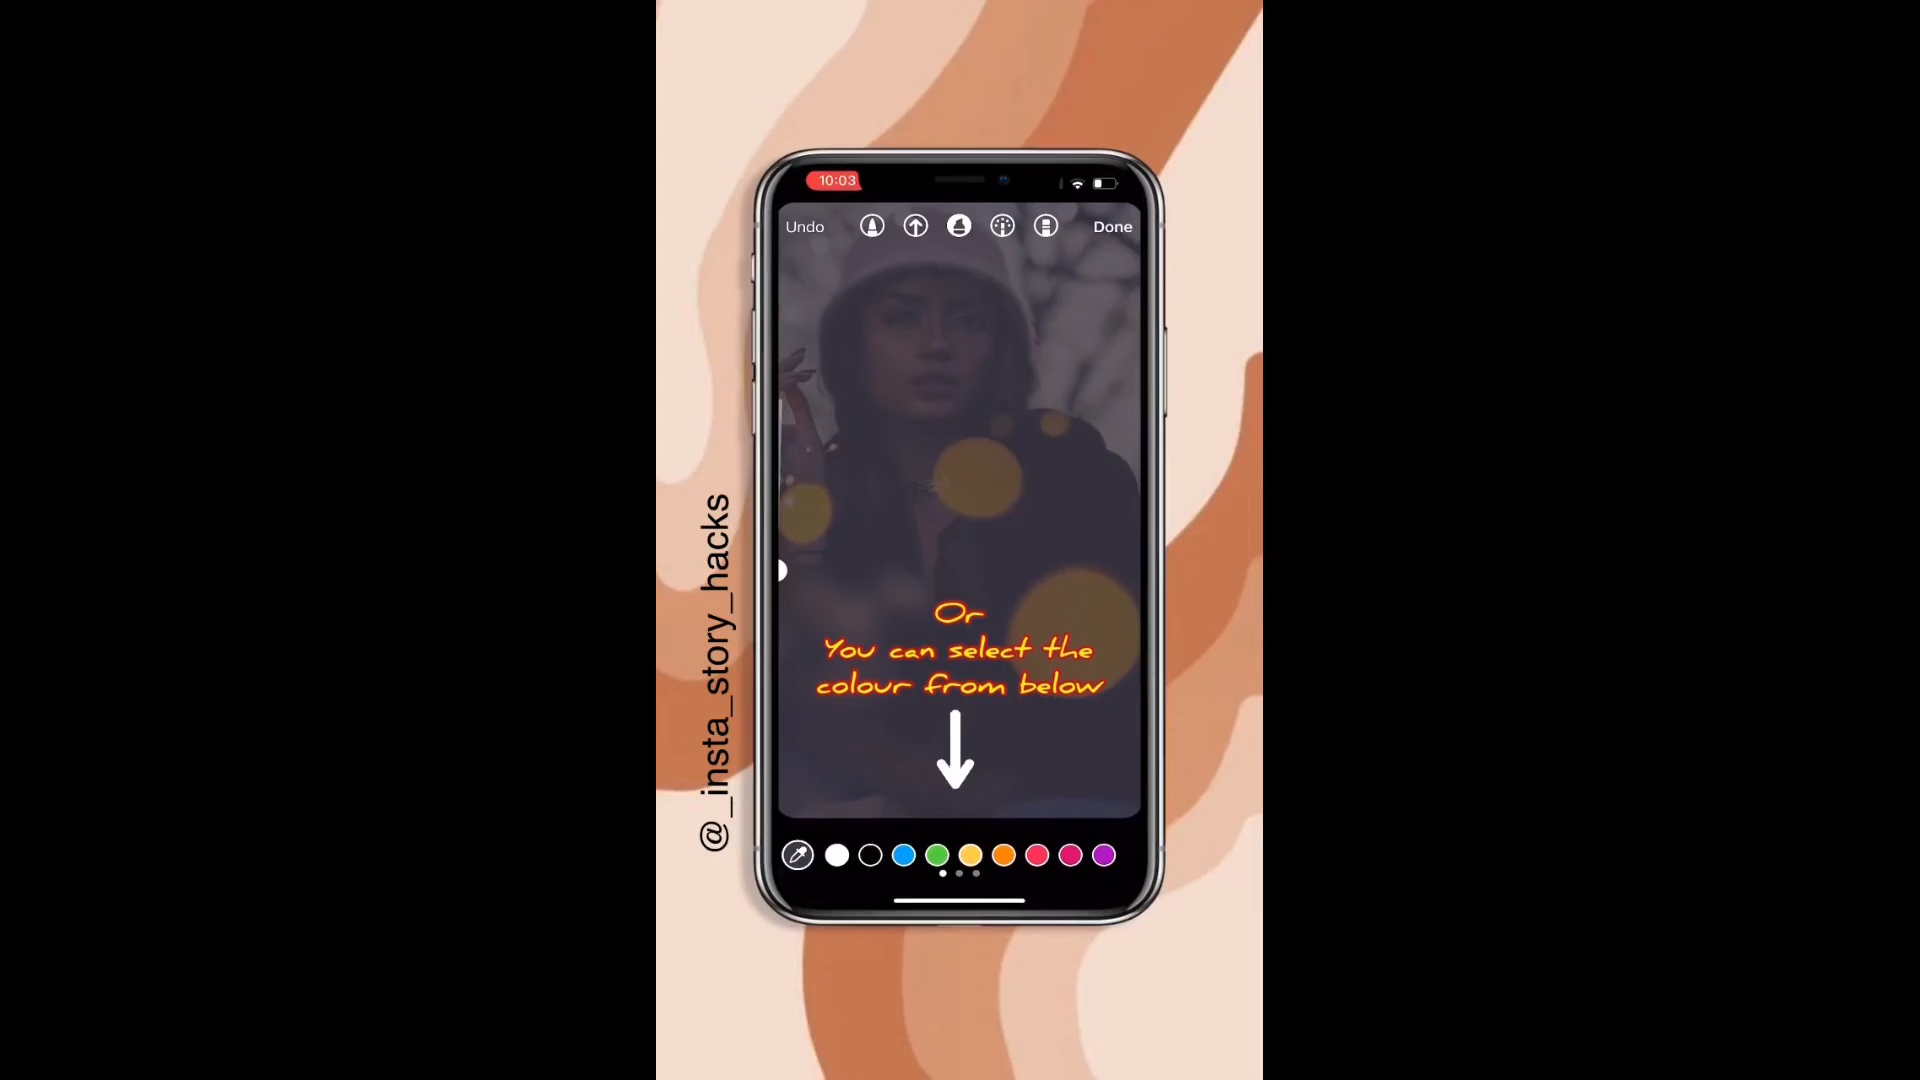 10:03
Undo
Done
Or
You can select the
colour from below
@_insta_story_hacks